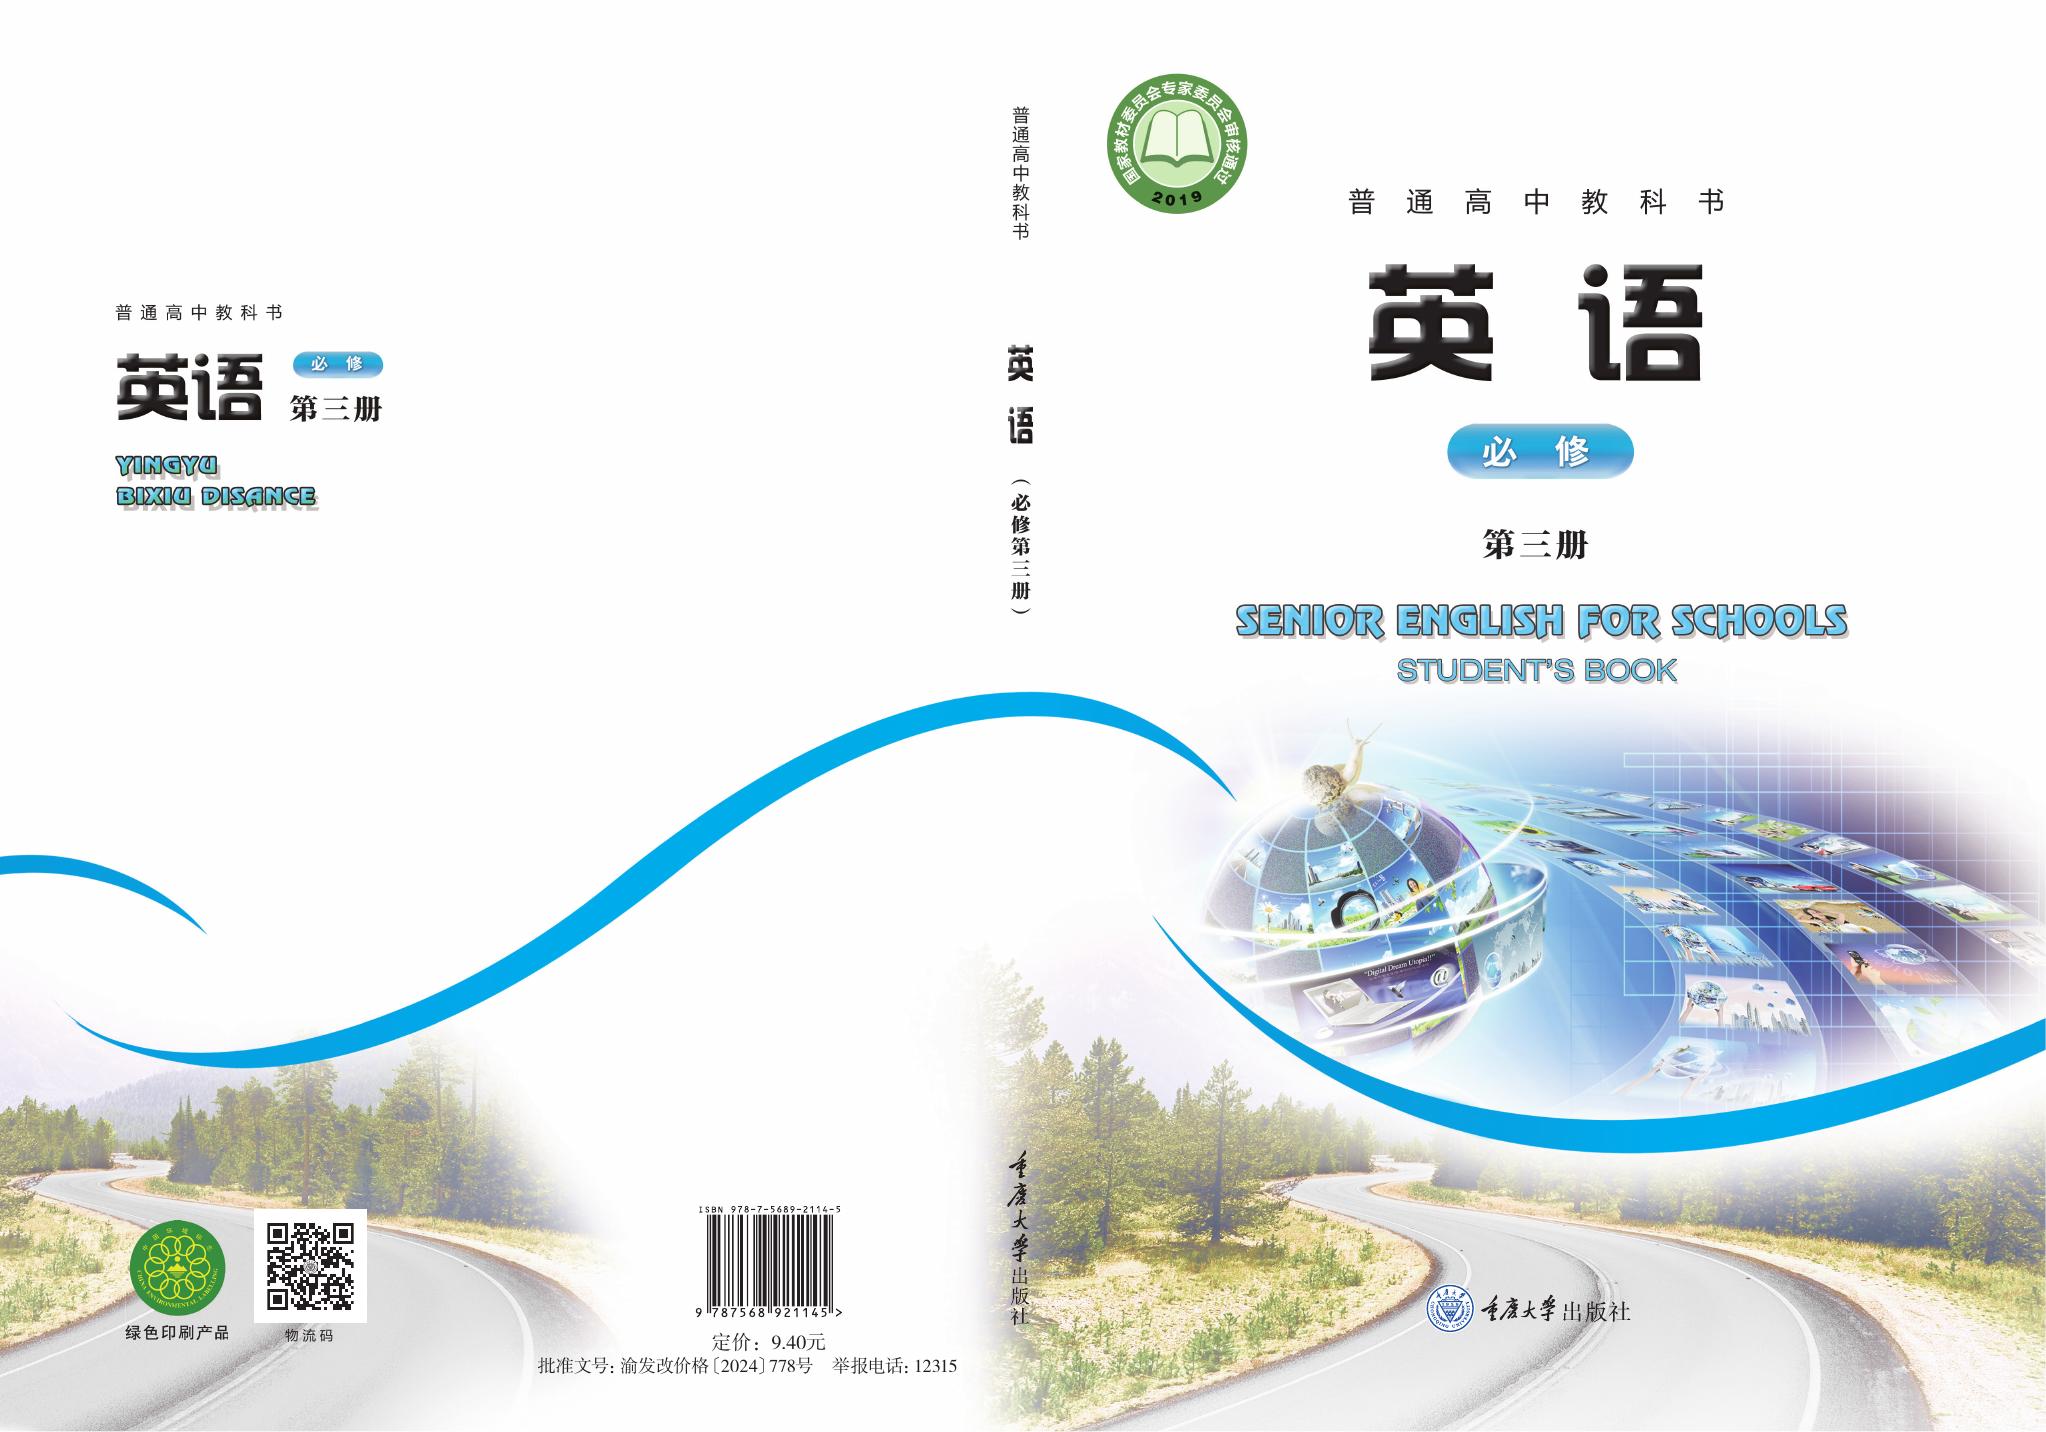 普通高中教科书
英语
必修
第三册
YINGYU
BIXIU DISANCE
绿色印刷产品
物流码
ISBN 978-7-5689-2114-5
9 787568 921145 >
定价：9.40元
批准文号：渝发改价格〔2024〕778号 举报电话：12315
普通高中教科书
英语
（必修第三册）
重庆大学出版社
国家教材委员会专家委员会审核通过
2019
普通高中教科书
英语
必修
第三册
SENIOR ENGLISH FOR SCHOOLS
STUDENT'S BOOK
"Digital Dream Utopia!!"
@
重庆大学出版社
CHINA ENVIRONMENTAL LABELLING